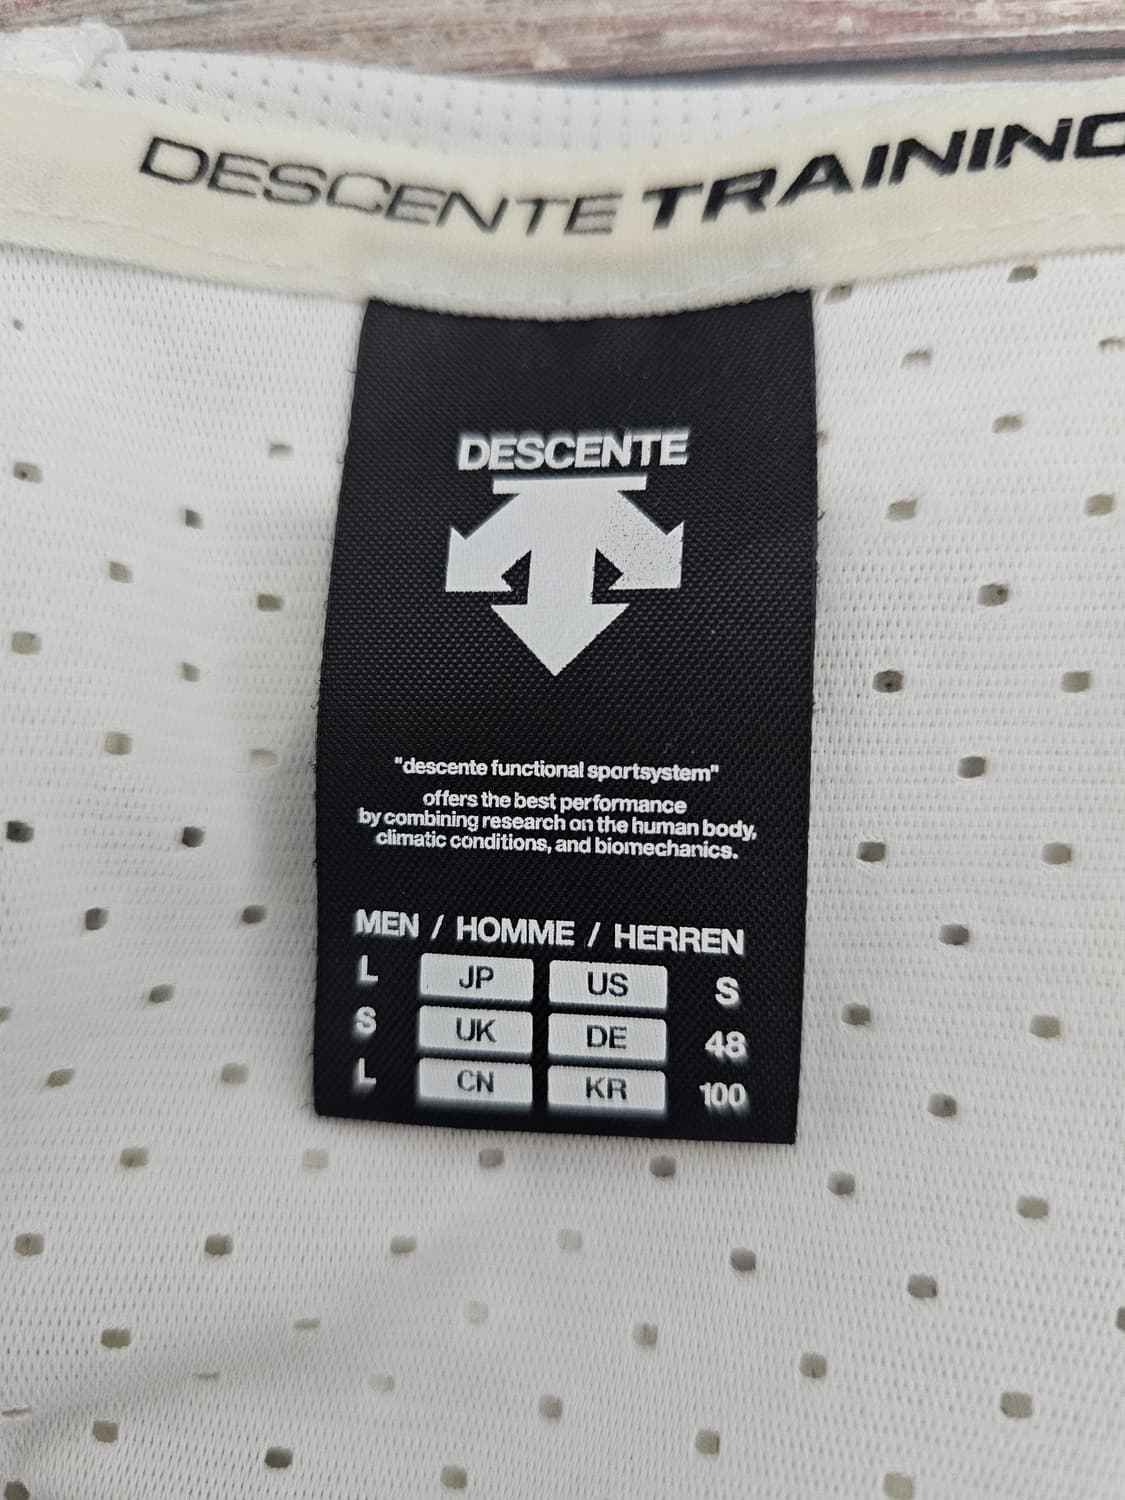 DESCENTE TRAINING
DESCENTE
"descente functional sportsystem"
offers the best performance
by combining research on the human body,
climatic conditions, and biomechanics.
MEN / HOMME / HERREN
L JP US S
S UK DE 48
L CN KR 100